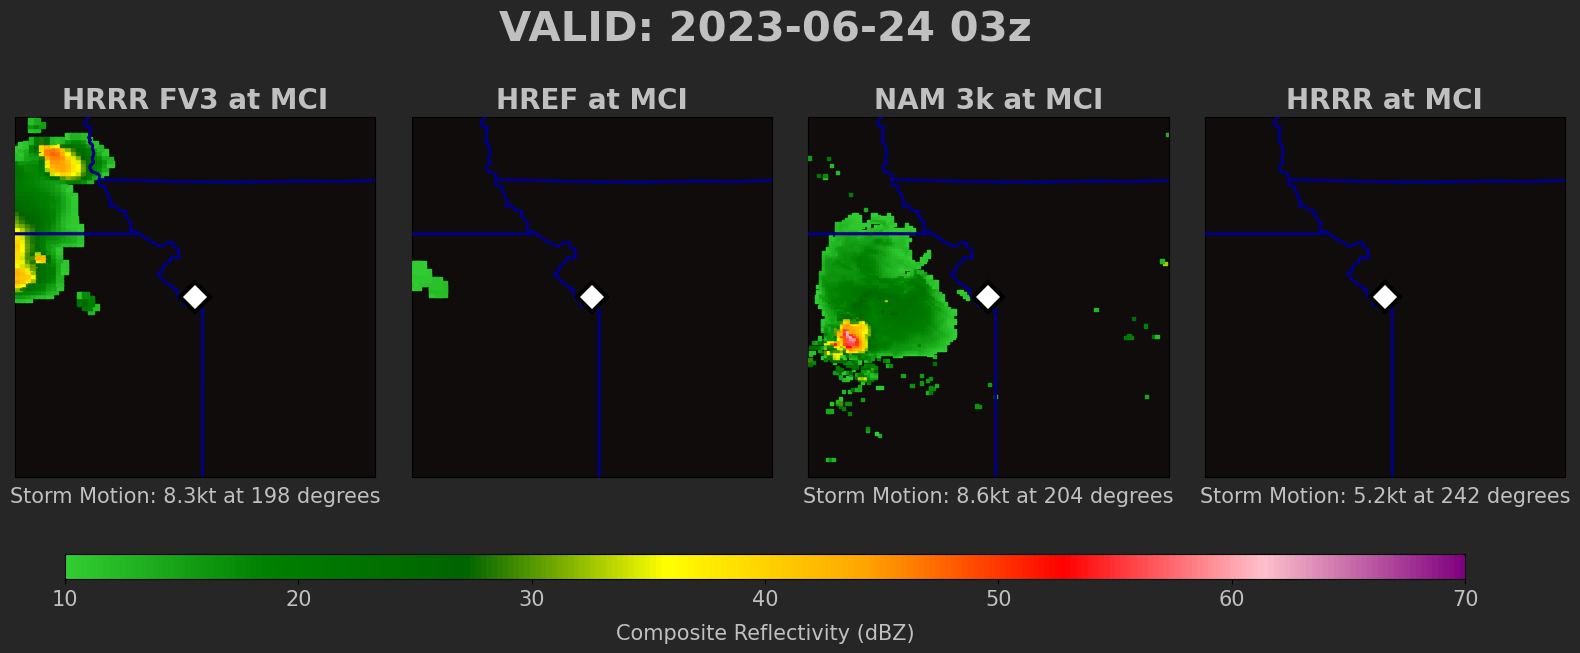 VALID: 2023-06-24 03z
HRRR FV3 at MCI
HREF at MCI
NAM 3k at MCI
HRRR at MCI
Storm Motion: 8.3kt at 198 degrees
Storm Motion: 8.6kt at 204 degrees
Storm Motion: 5.2kt at 242 degrees
10 20 30 40 50 60 70
Composite Reflectivity (dBZ)